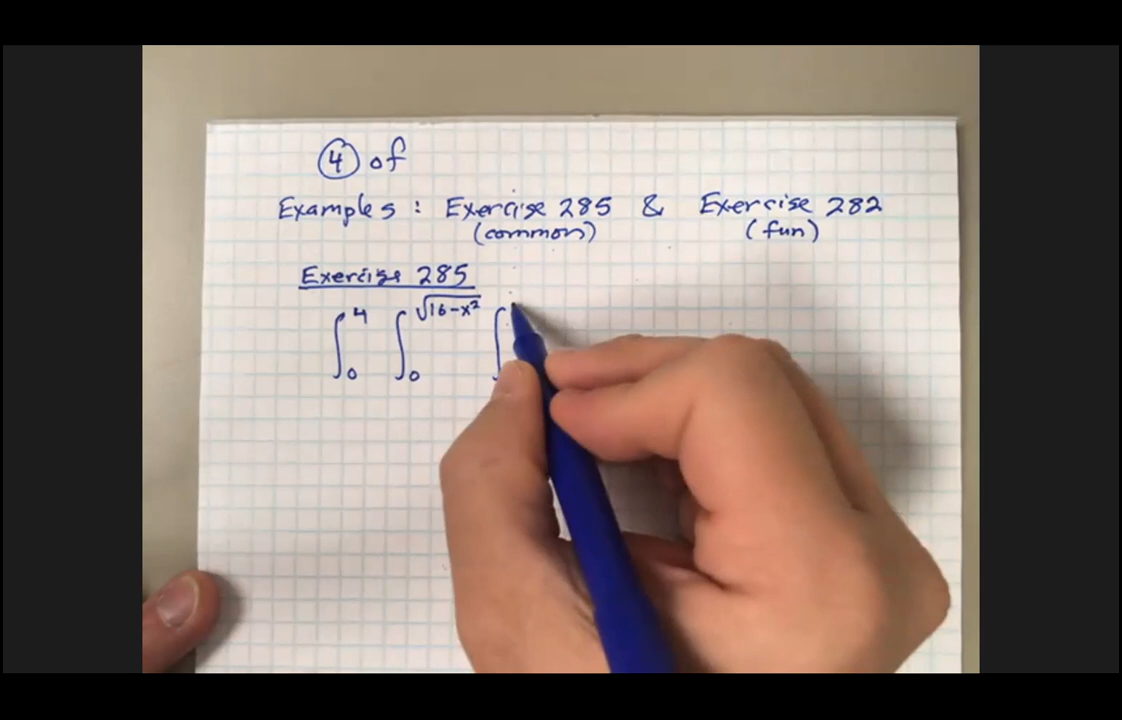 4 of
Examples : Exercise 285 & Exercise 282
(common) (fun)
Exercise 285
∫₀⁴ ∫₀^√(16-x²) ∫